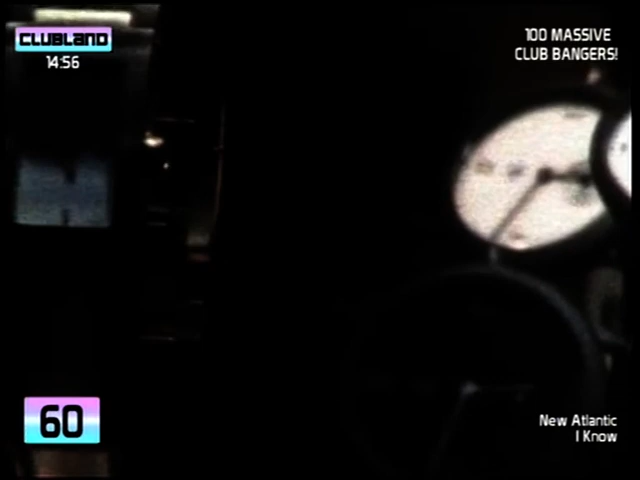 CLUBLAND
14:56
100 MASSIVE
CLUB BANGERS!
60
New Atlantic
I Know